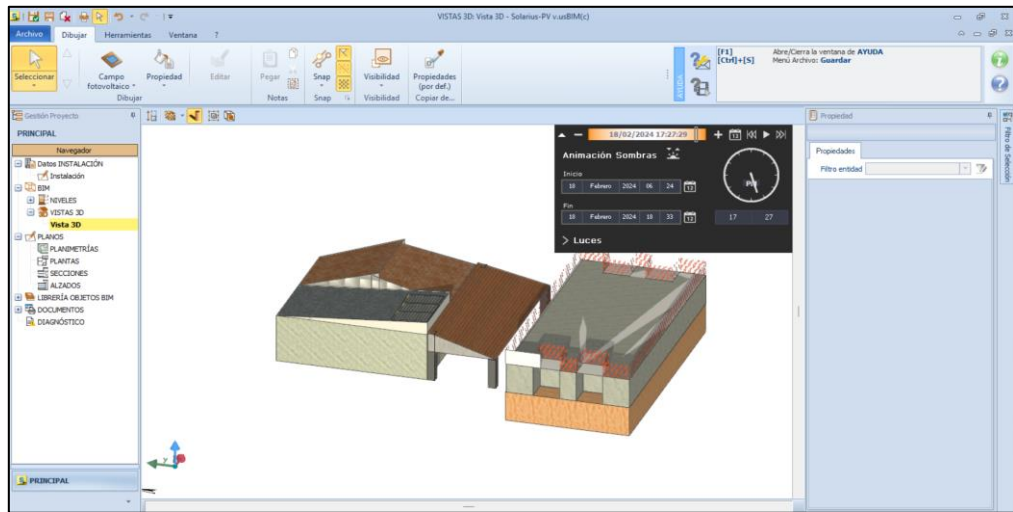 VISTAS 3D: Vista 3D - Solarius-PV v.usBIM(c)
Archivo Dibujar Herramientas Ventana ?
Seleccionar
Campo fotovoltaico
Propiedad
Editar
Pegar
Snap
Visibilidad
Propiedades (por def.)
Dibujar Notas Snap Visibilidad Copiar de...
AYUDA
[F1] Abre/Cierra la ventana de AYUDA
[Ctrl]+[S] Menú Archivo: Guardar
Gestión Proyecto
PRINCIPAL
Navegador
Datos INSTALACIÓN
Instalación
BIM
NIVELES
VISTAS 3D
Vista 3D
PLANOS
PLANIMETRÍAS
PLANTAS
SECCIONES
ALZADOS
LIBRERÍA OBJETOS BIM
DOCUMENTOS
DIAGNÓSTICO
PRINCIPAL
18/02/2024 17:27:29
Animación Sombras
Inicio
18 Febrero 2024 06 24
Fin
18 Febrero 2024 18 33
PM
17 27
Luces
Propiedad
Propiedades
Filtro entidad
Filtro de Selección